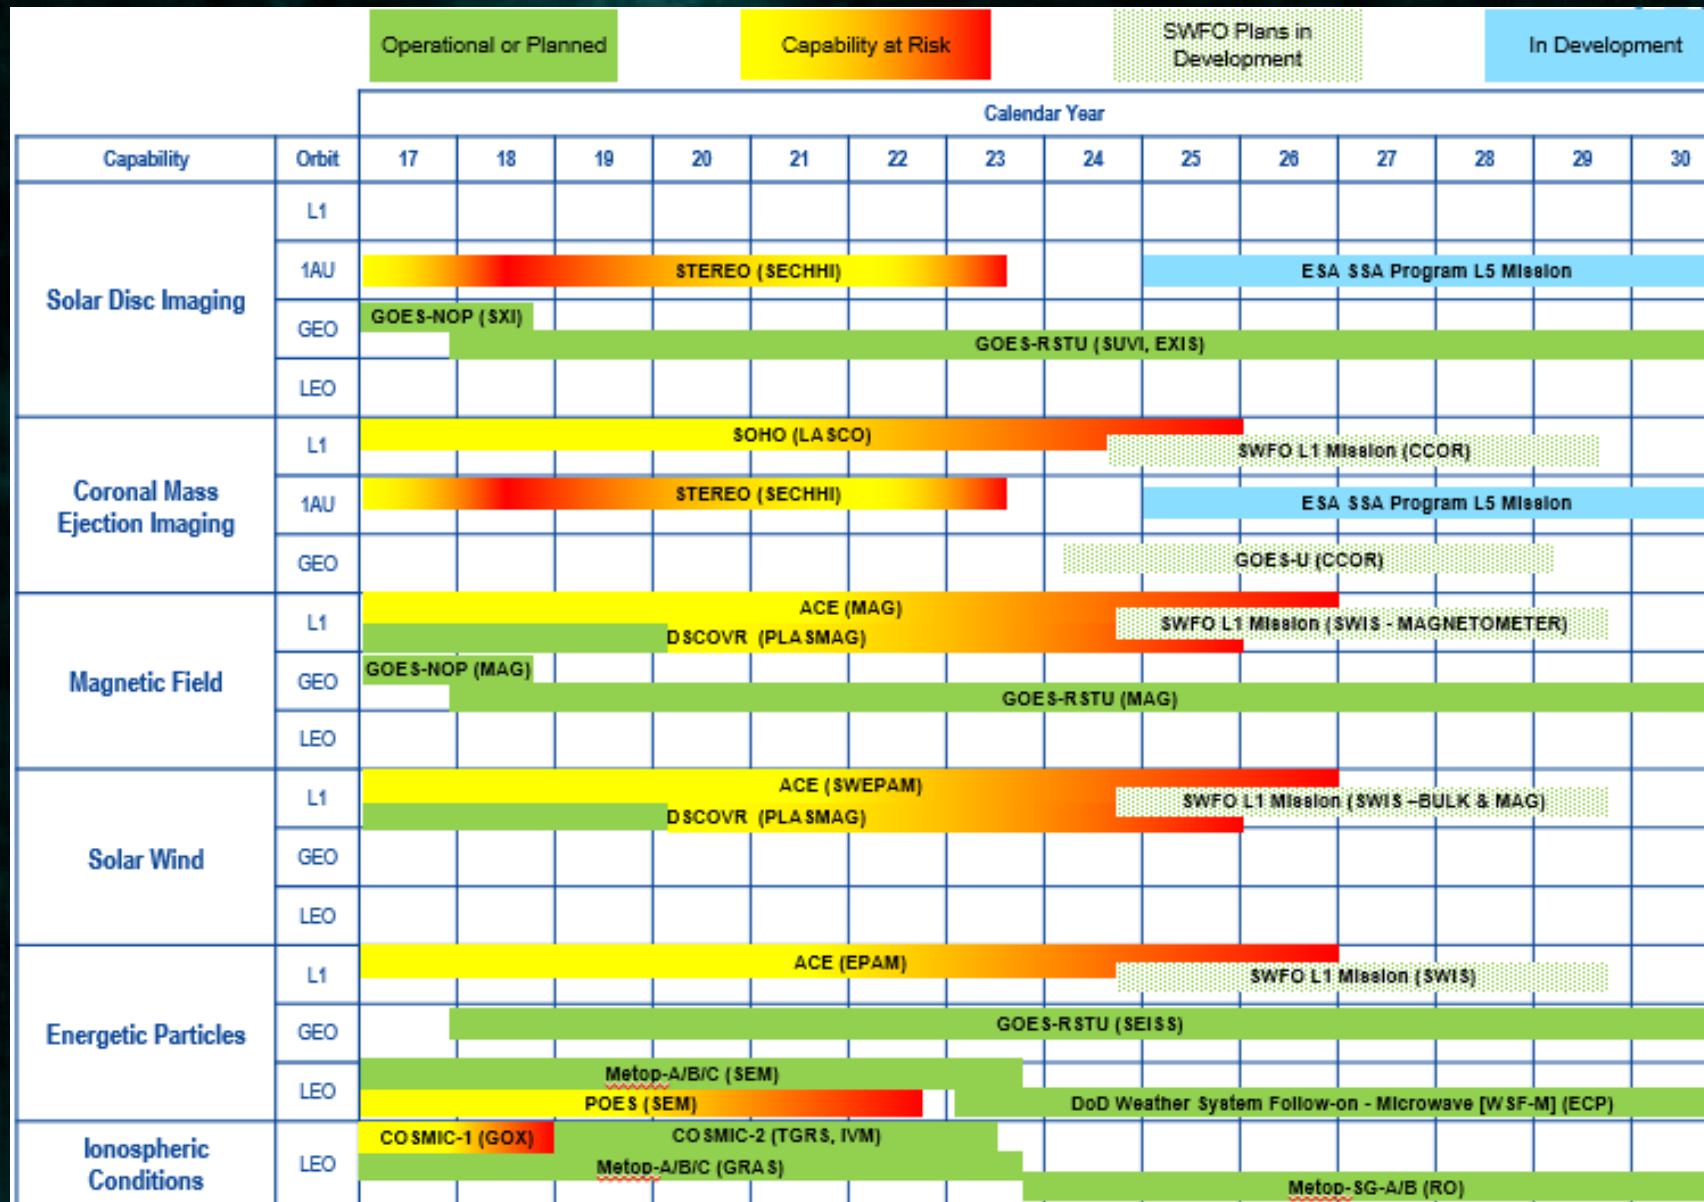 Operational or Planned
Capability at Risk
SWFO Plans in
Development
In Development
Calendar Year
Capability Orbit 17 18 19 20 21 22 23 24 25 26 27 28 29 30
Solar Disc Imaging
L1
1AU
STEREO (SECHHI)
ESA SSA Program L5 Mission
GEO
GOES-NOP (SXI)
GOES-RSTU (SUVI, EXIS)
LEO
Coronal Mass
Ejection Imaging
L1
SOHO (LASCO)
SWFO L1 Mission (CCOR)
1AU
STEREO (SECHHI)
ESA SSA Program L5 Mission
GEO
GOES-U (CCOR)
Magnetic Field
L1
ACE (MAG)
DSCOVR (PLASMAG)
SWFO L1 Mission (SWIS - MAGNETOMETER)
GEO
GOES-NOP (MAG)
GOES-RSTU (MAG)
LEO
Solar Wind
L1
ACE (SWEPAM)
DSCOVR (PLASMAG)
SWFO L1 Mission (SWIS –BULK & MAG)
GEO
LEO
Energetic Particles
L1
ACE (EPAM)
SWFO L1 Mission (SWIS)
GEO
GOES-RSTU (SEISS)
LEO
Metop-A/B/C (SEM)
POES (SEM)
DoD Weather System Follow-on - Microwave [WSF-M] (ECP)
Ionospheric
Conditions
LEO
COSMIC-1 (GOX)
COSMIC-2 (TGRS, IVM)
Metop-A/B/C (GRAS)
Metop-SG-A/B (RO)